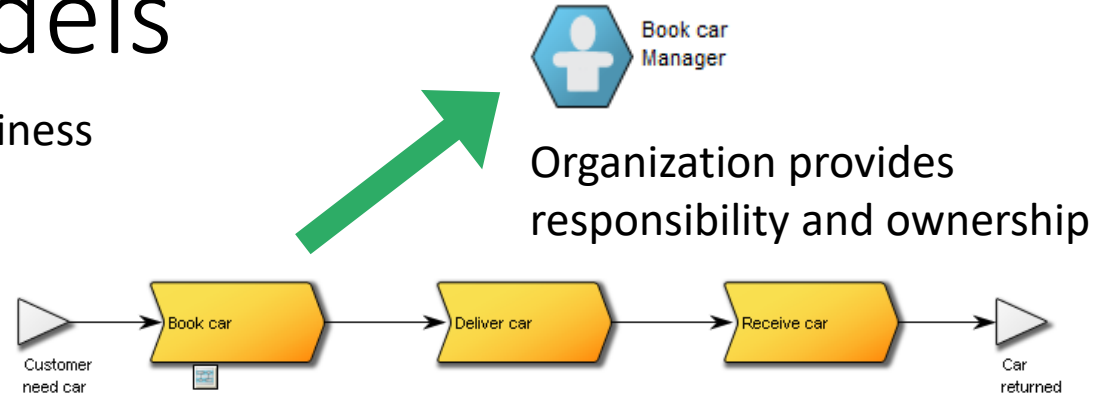 dels
iness
Book car
Manager
Organization provides
responsibility and ownership
Book car
Deliver car
Receive car
Customer
need car
Car
returned